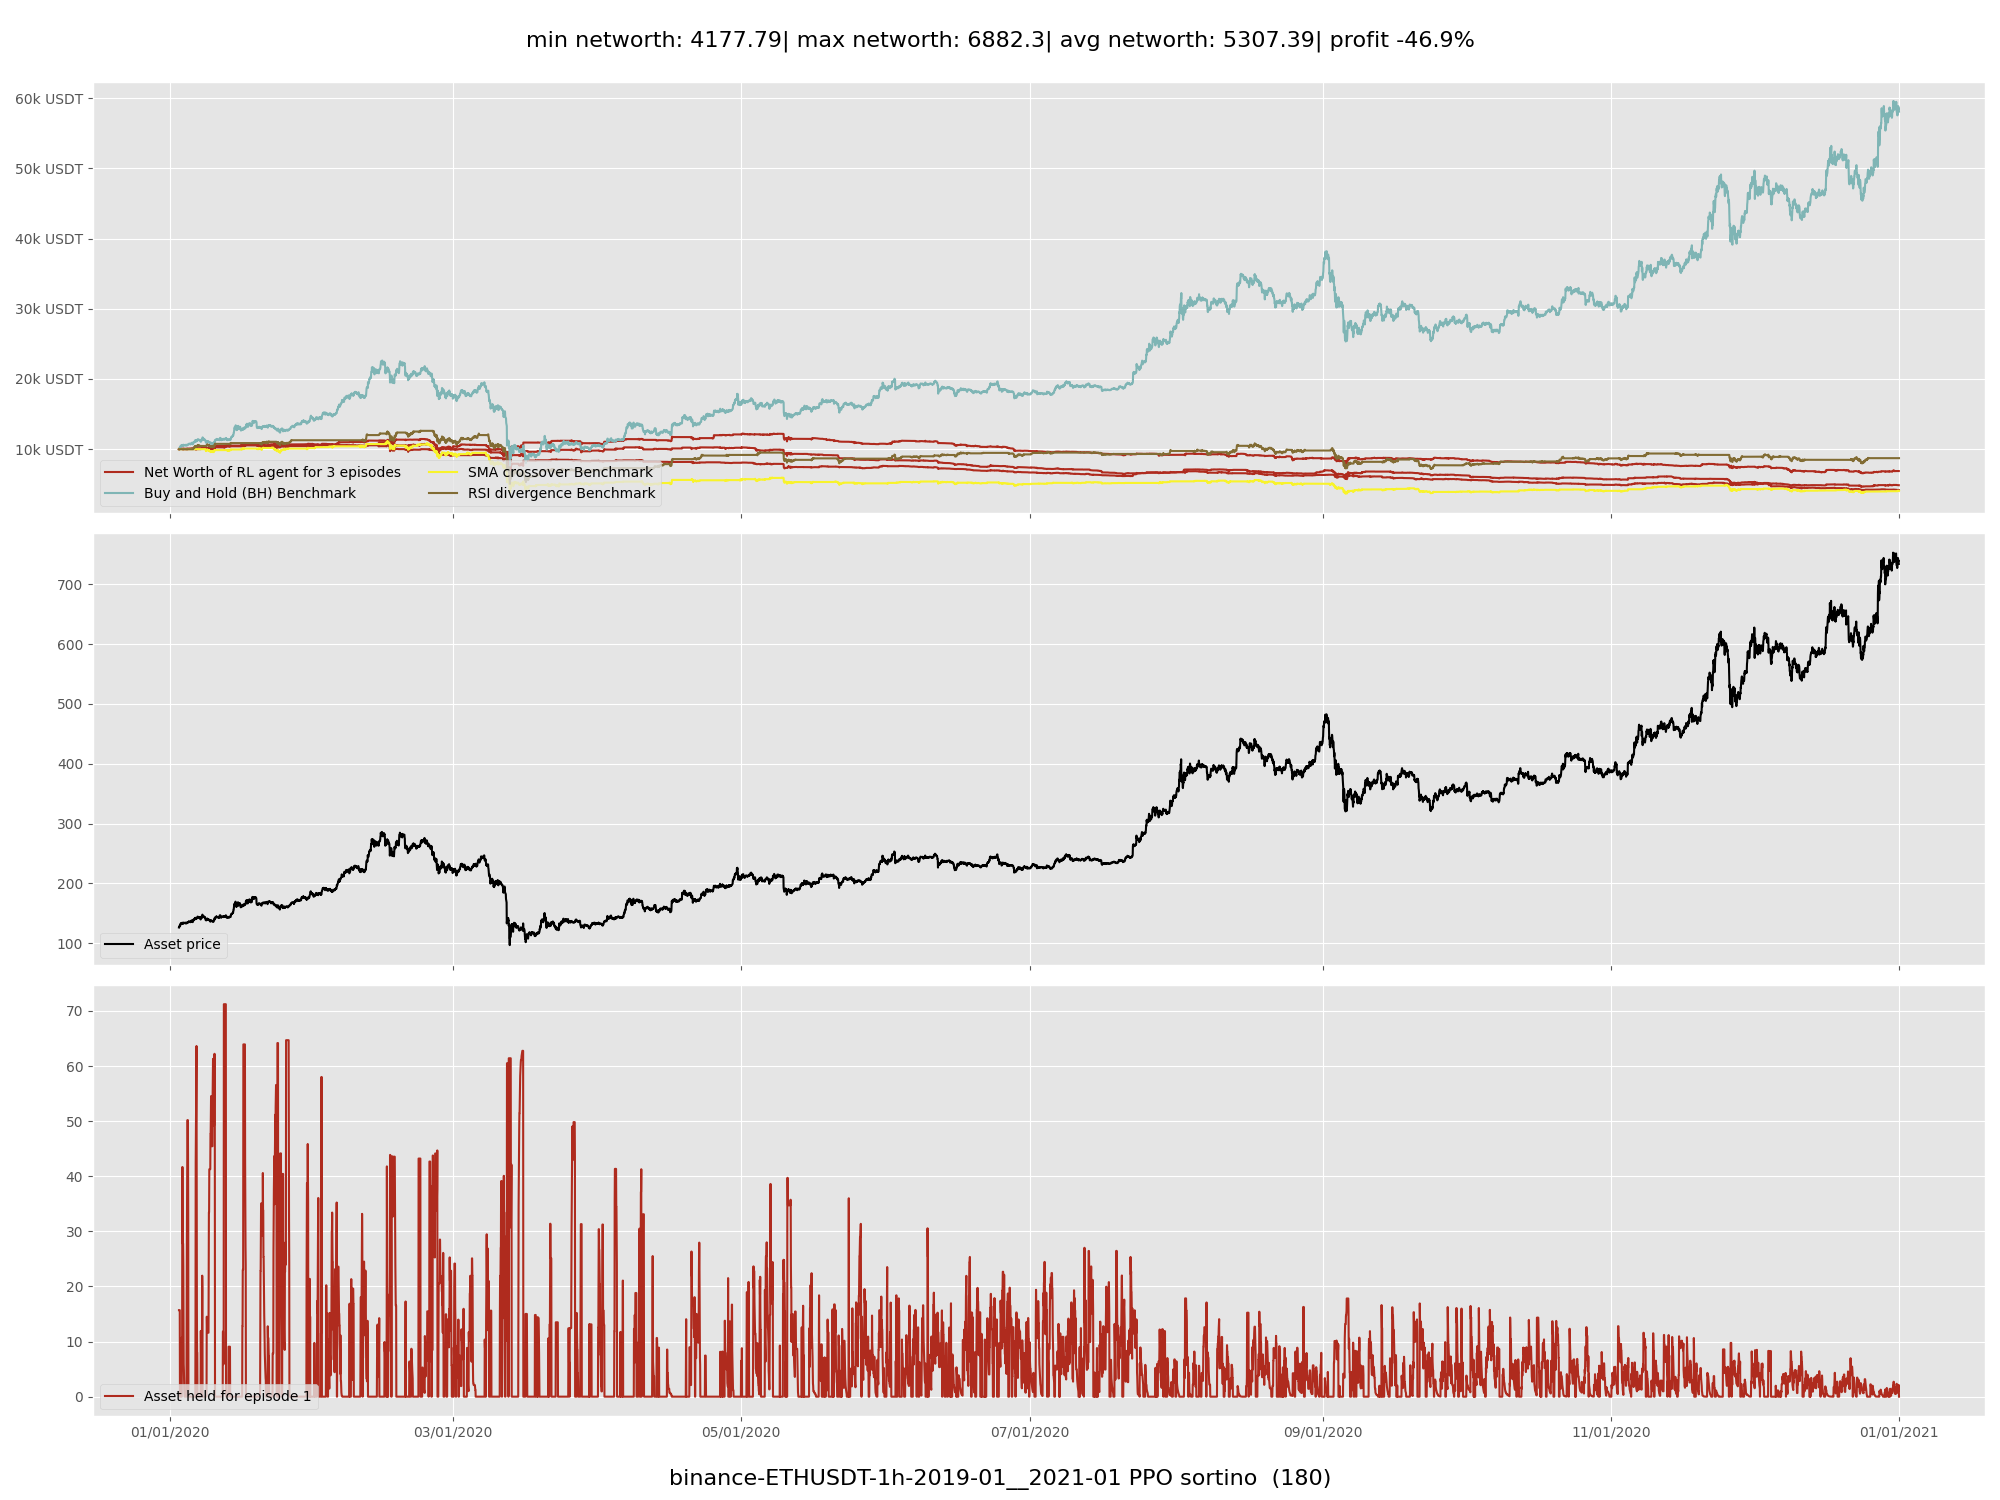 min networth: 4177.79| max networth: 6882.3| avg networth: 5307.39| profit -46.9%
60k USDT
50k USDT
40k USDT
30k USDT
20k USDT
10k USDT
Net Worth of RL agent for 3 episodes
Buy and Hold (BH) Benchmark
SMA crossover Benchmark
RSI divergence Benchmark
700
600
500
400
300
200
100
Asset price
70
60
50
40
30
20
10
0
Asset held for episode 1
01/01/2020 03/01/2020 05/01/2020 07/01/2020 09/01/2020 11/01/2020 01/01/2021
binance-ETHUSDT-1h-2019-01__2021-01 PPO sortino (180)